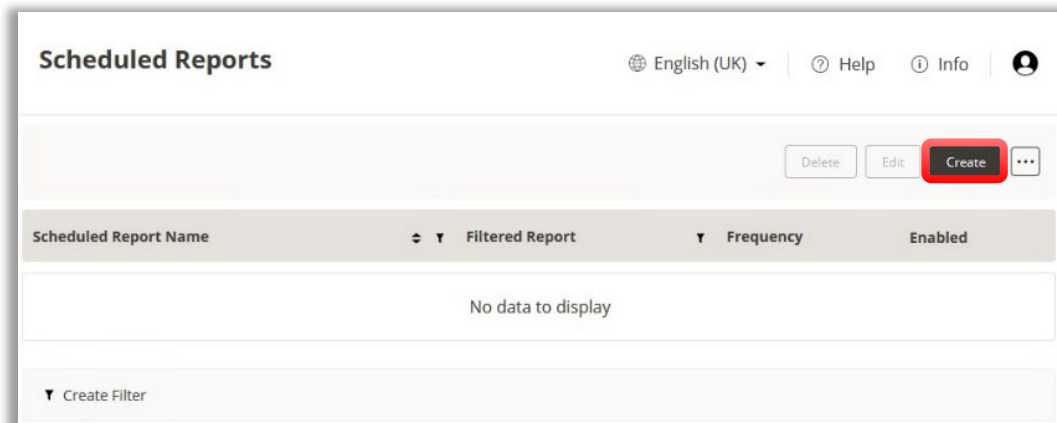 Scheduled Reports English (UK) Help Info
Delete Edit Create
Scheduled Report Name Filtered Report Frequency Enabled
No data to display
Create Filter